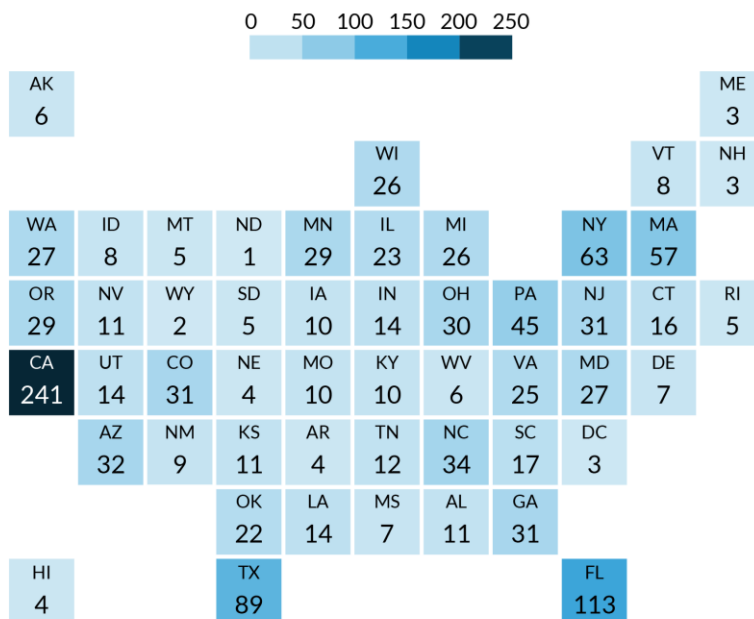 0 50 100 150 200 250
AK ME
6 3
WI VT NH
26 8 3
WA ID MT ND MN IL MI NY MA
27 8 5 1 29 23 26 63 57
OR NV WY SD IA IN OH PA NJ CT RI
29 11 2 5 10 14 30 45 31 16 5
CA UT CO NE MO KY WV VA MD DE
241 14 31 4 10 10 6 25 27 7
AZ NM KS AR TN NC SC DC
32 9 11 4 12 34 17 3
OK LA MS AL GA
22 14 7 11 31
HI TX FL
4 89 113